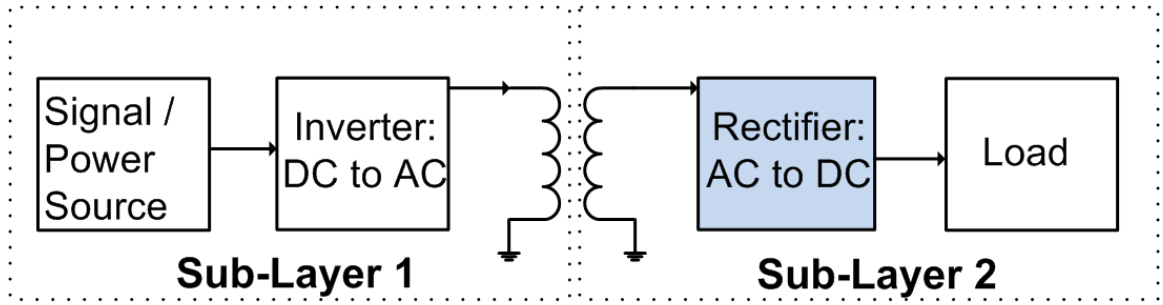 Signal /
Power
Source
Inverter:
DC to AC
Rectifier:
AC to DC
Load
Sub-Layer 1
Sub-Layer 2